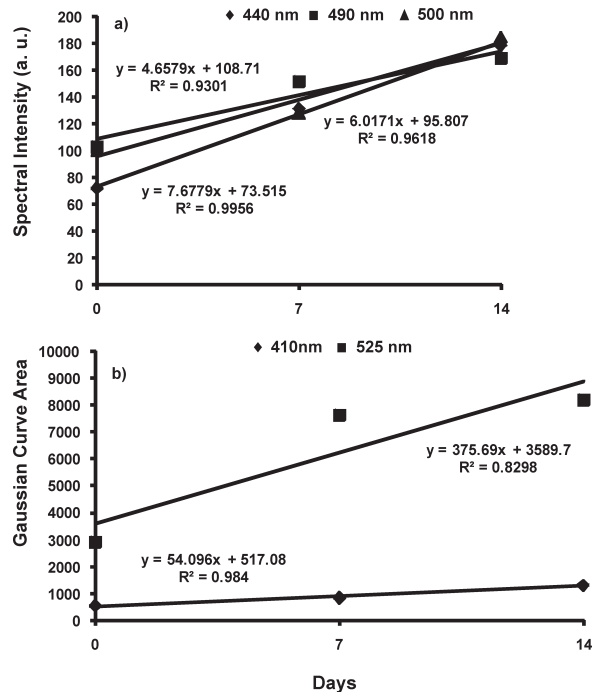 440 nm 490 nm 500 nm
a)
Spectral Intensity (a. u.)
200
180
160
140
120
100
80
60
40
20
0
y = 4.6579x + 108.71
R² = 0.9301
y = 6.0171x + 95.807
R² = 0.9618
y = 7.6779x + 73.515
R² = 0.9956
0 7 14
410nm 525 nm
b)
Gaussian Curve Area
10000
9000
8000
7000
6000
5000
4000
3000
2000
1000
0
y = 375.69x + 3589.7
R² = 0.8298
y = 54.096x + 517.08
R² = 0.984
0 7 14
Days